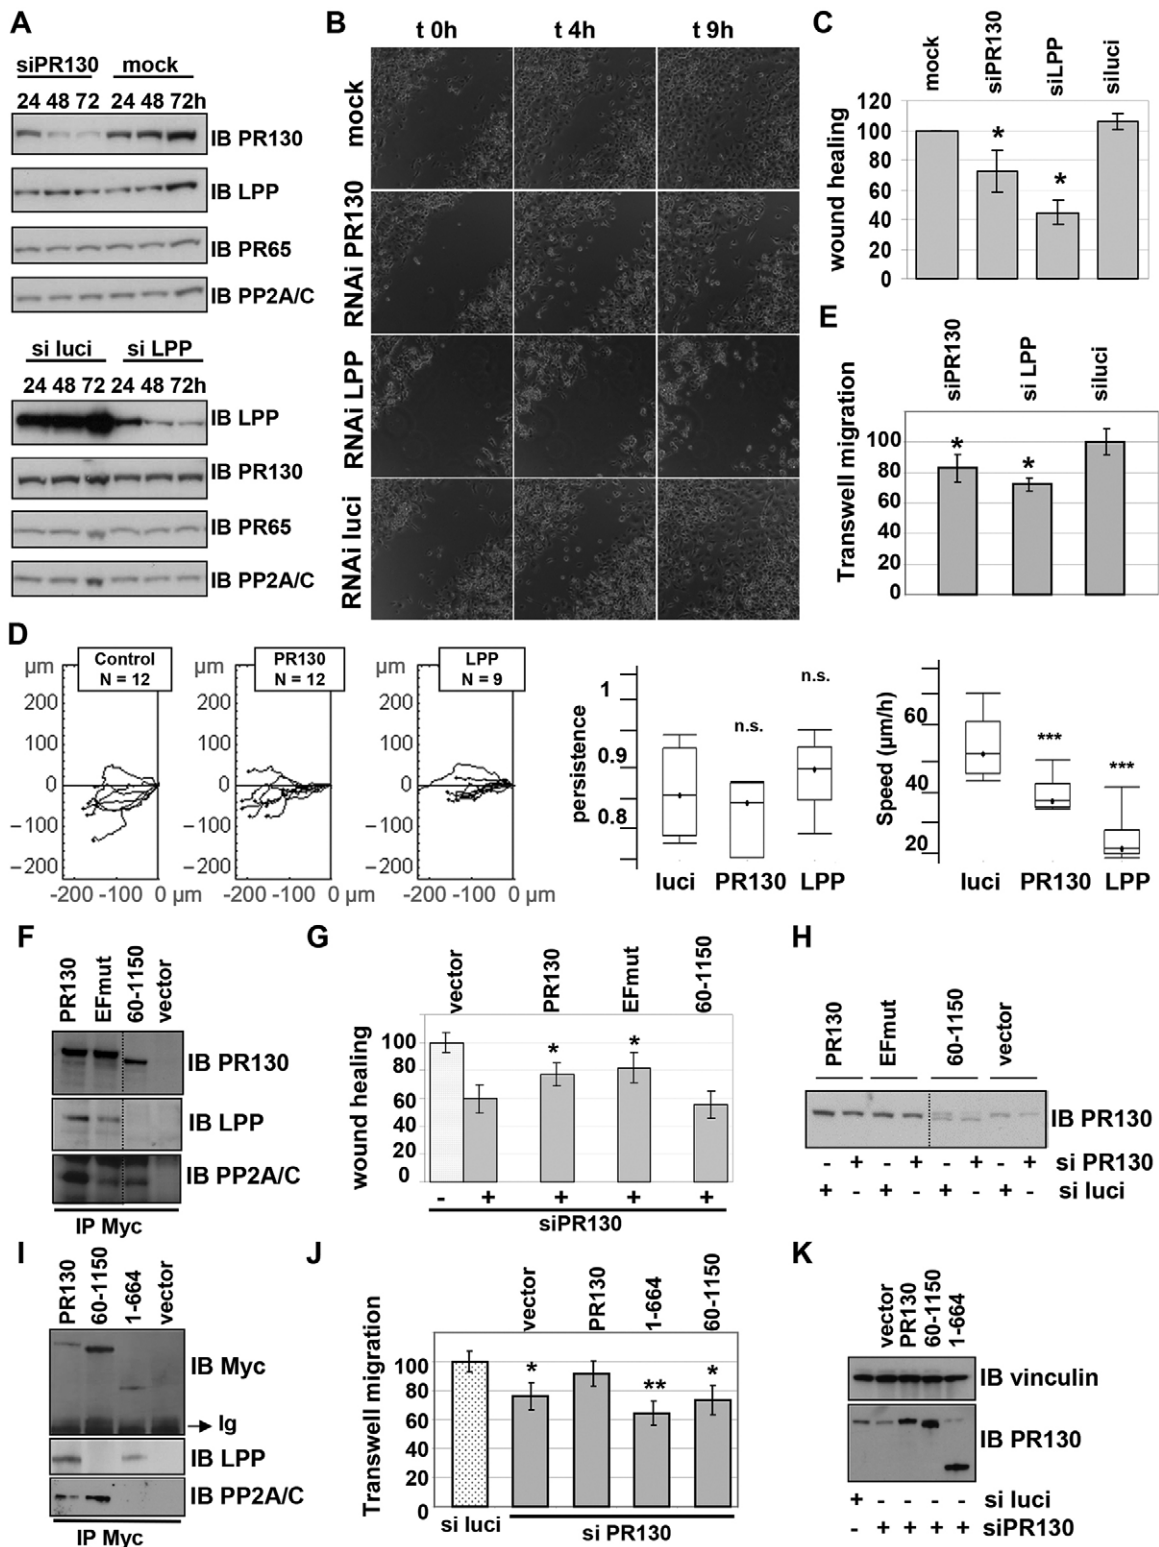 A
siPR130 mock
24 48 72 24 48 72h
IB PR130
IB LPP
IB PR65
IB PP2A/C
si luci si LPP
24 48 72 24 48 72h
IB LPP
IB PR130
IB PR65
IB PP2A/C
B
t 0h t 4h t 9h
mock
RNAi PR130
RNAi LPP
RNAi luci
C
mock siPR130 siLPP siluci
wound healing
120
100
80
60
40
20
0
* *
E
siPR130 si LPP siluci
Transwell migration
100
80
60
40
20
0
* *
D
µm Control
N = 12
200
100
0
−100
−200
-200 -100 0 µm
µm PR130
N = 12
200
100
0
−100
−200
-200 -100 0 µm
µm LPP
N = 9
200
100
0
−100
−200
-200 -100 0 µm
persistence
1
0.9
0.8
n.s. n.s.
luci PR130 LPP
Speed (µm/h)
60
40
20
*** ***
luci PR130 LPP
F
PR130 EFmut 60-1150 vector
IB PR130
IB LPP
IB PP2A/C
IP Myc
G
vector PR130 EFmut 60-1150
wound healing
100
80
60
40
20
0
* *
- + + + +
siPR130
H
PR130 EFmut 60-1150 vector
IB PR130
- + - + - + - + si PR130
+ - + - + - + - si luci
I
PR130 60-1150 1-664 vector
IB Myc
Ig
IB LPP
IB PP2A/C
IP Myc
J
vector PR130 1-664 60-1150
Transwell migration
100
80
60
40
20
0
* ** *
si luci si PR130
K
vector PR130 60-1150 1-664
IB vinculin
IB PR130
+ - - - - si luci
- + + + + siPR130